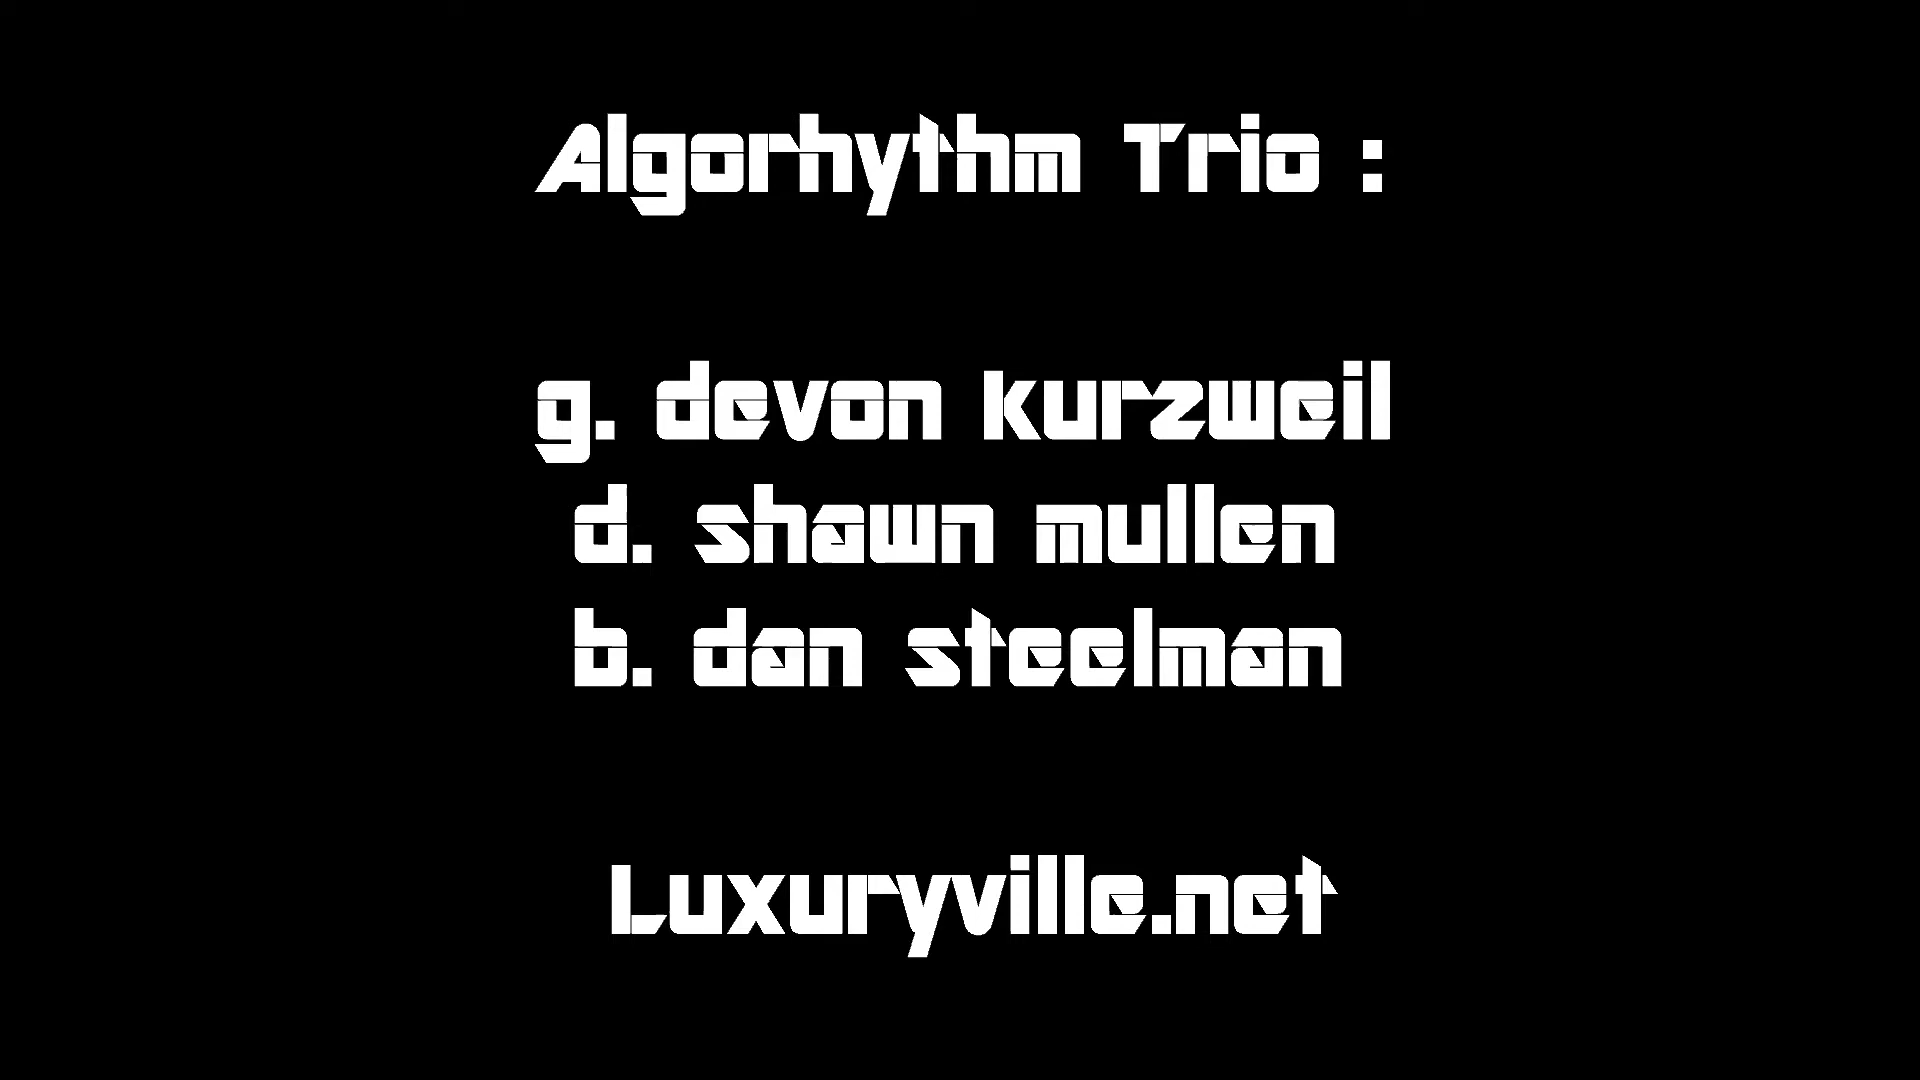 Algorhythm Trio :
g. devon kurzweil
d. shawn mullen
b. dan steelman
Luxuryville.net